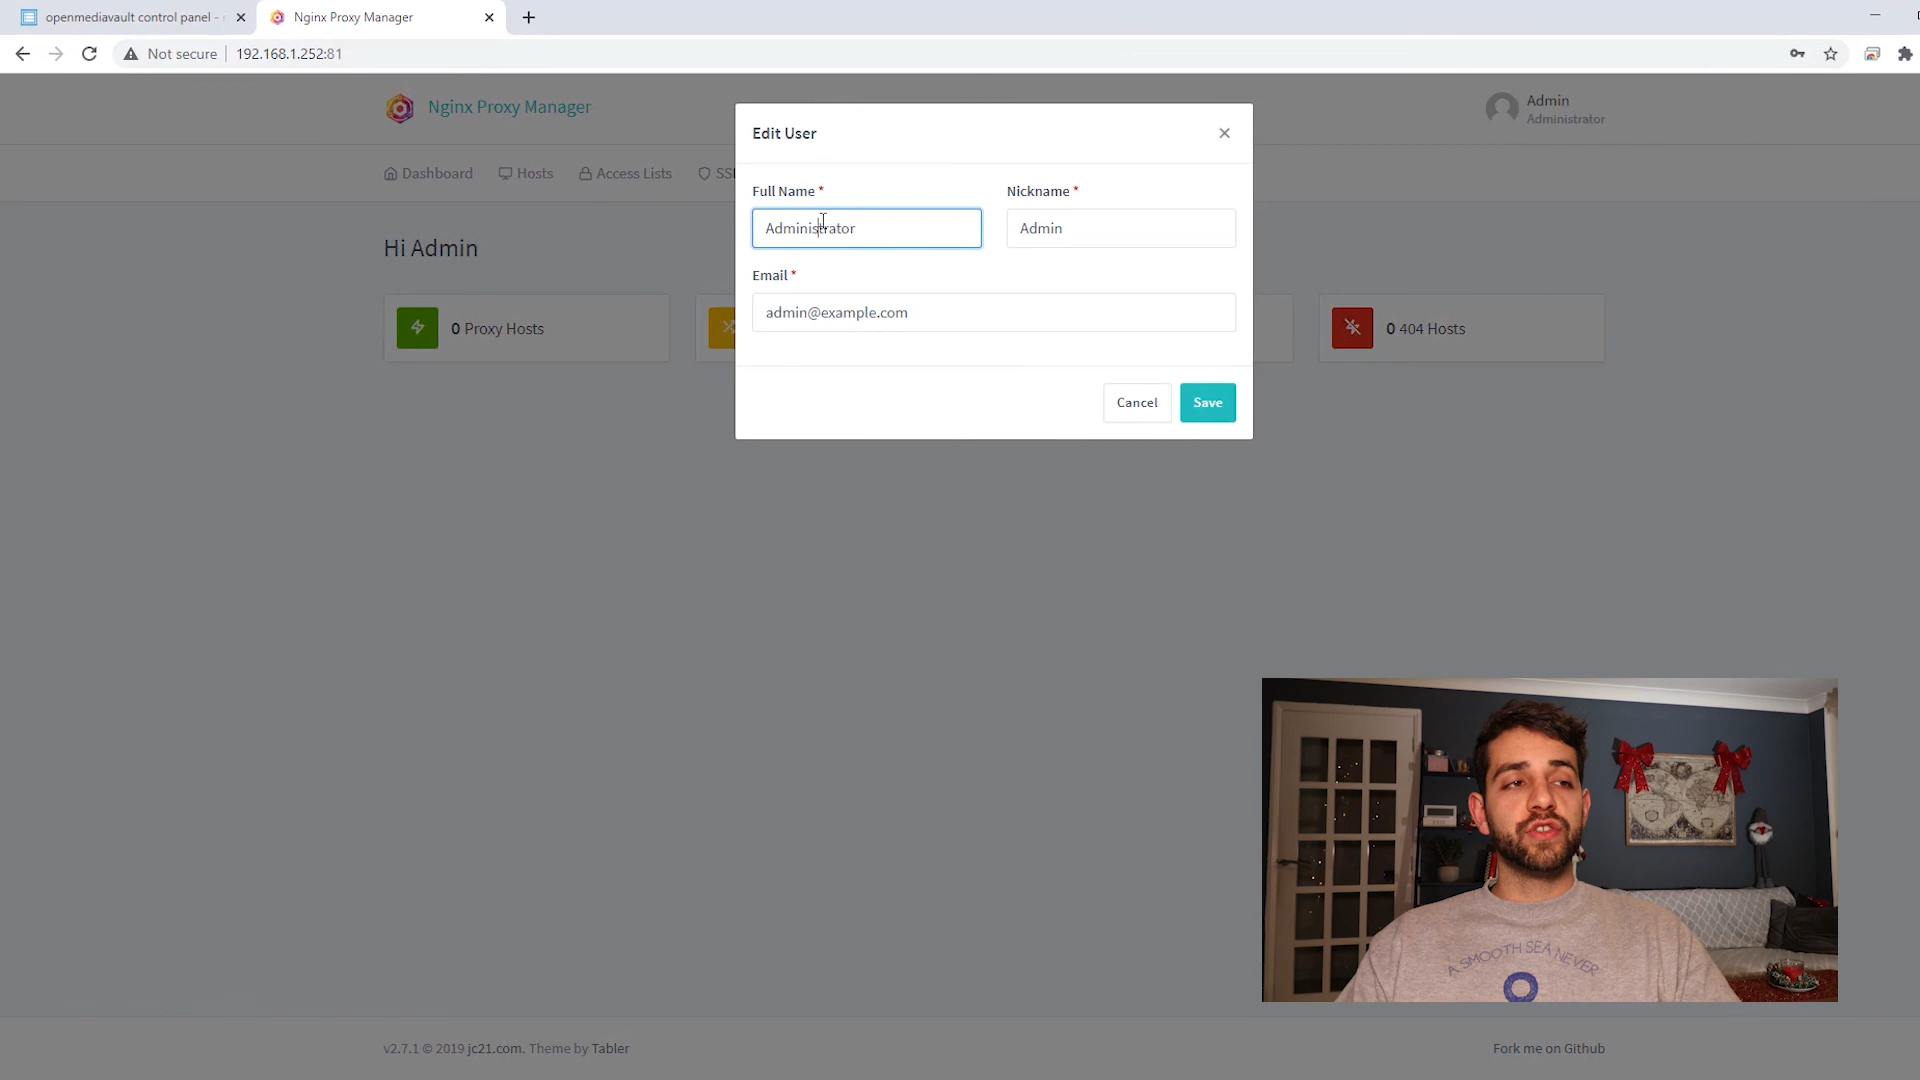 openmediavault control panel -
Nginx Proxy Manager
Not secure
192.168.1.252:81
Nginx Proxy Manager
Admin
Administrator
Dashboard
Hosts
Access Lists
SSL
Hi Admin
0 Proxy Hosts
0 404 Hosts
Edit User
Full Name *
Nickname *
Administrator
Admin
Email *
admin@example.com
Cancel
Save
A SMOOTH SEA NEVER
v2.7.1 © 2019 jc21.com. Theme by Tabler
Fork me on Github